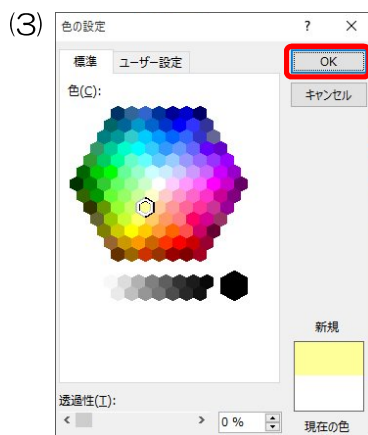 (3)
色の設定 ? ×
標準 ユーザー設定
OK
キャンセル
色(C):
新規
透過性(T):
0 %
現在の色